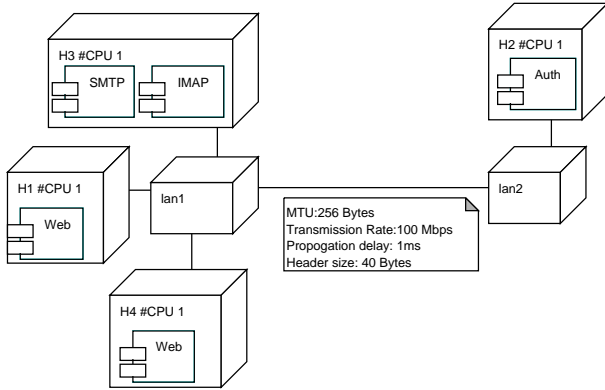 H3 #CPU 1
SMTP
IMAP
H2 #CPU 1
Auth
H1 #CPU 1
Web
lan1
lan2
MTU:256 Bytes
Transmission Rate:100 Mbps
Propogation delay: 1ms
Header size: 40 Bytes
H4 #CPU 1
Web